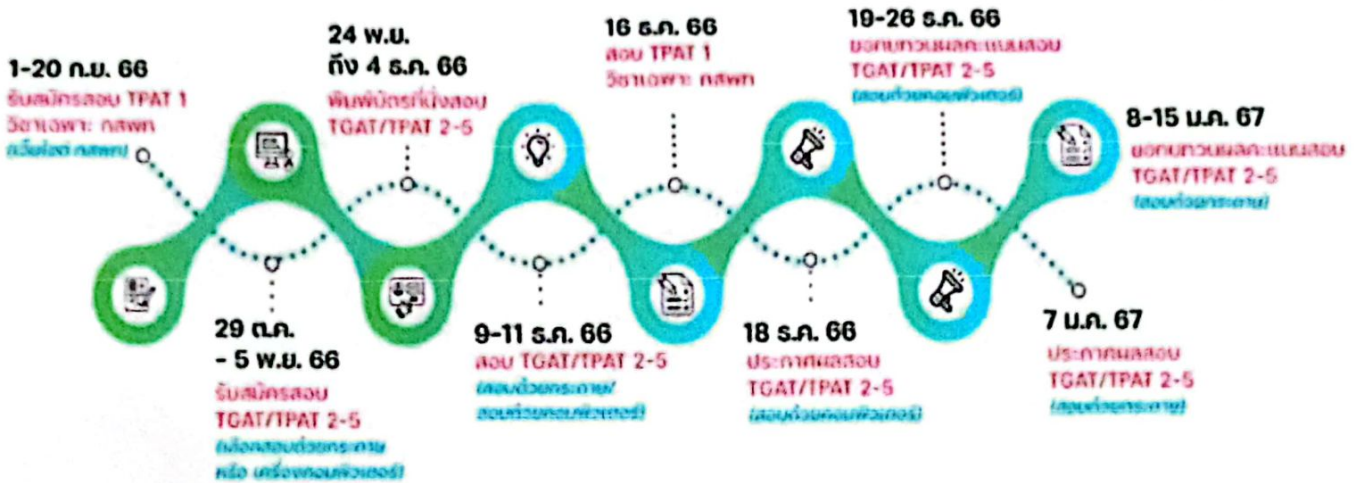 1-20 ก.ย. 66
รับสมัครสอบ TPAT 1
วิชาเฉพาะ กสพท
(เว็บไซต์ กสพท)
29 ต.ค.
- 5 พ.ย. 66
รับสมัครสอบ
TGAT/TPAT 2-5
(เลือกสอบด้วยกระดาษ
หรือ เครื่องคอมพิวเตอร์)
24 พ.ย.
ถึง 4 ธ.ค. 66
พิมพ์บัตรที่นั่งสอบ
TGAT/TPAT 2-5
9-11 ธ.ค. 66
สอบ TGAT/TPAT 2-5
(สอบด้วยกระดาษ/
สอบด้วยคอมพิวเตอร์)
16 ธ.ค. 66
สอบ TPAT 1
วิชาเฉพาะ กสพท
18 ธ.ค. 66
ประกาศผลสอบ
TGAT/TPAT 2-5
(สอบด้วยคอมพิวเตอร์)
19-26 ธ.ค. 66
ขอทบทวนผลคะแนนสอบ
TGAT/TPAT 2-5
(สอบด้วยคอมพิวเตอร์)
7 ม.ค. 67
ประกาศผลสอบ
TGAT/TPAT 2-5
(สอบด้วยกระดาษ)
8-15 ม.ค. 67
ขอทบทวนผลคะแนนสอบ
TGAT/TPAT 2-5
(สอบด้วยกระดาษ)